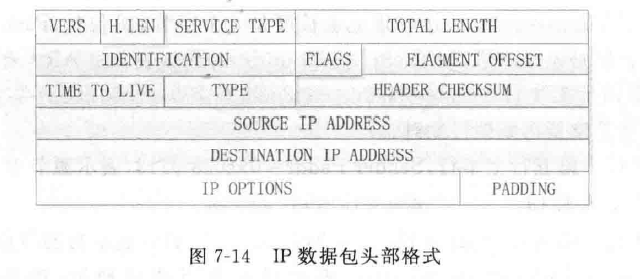 VERS H.LEN SERVICE TYPE TOTAL LENGTH
IDENTIFICATION FLAGS FLAGMENT OFFSET
TIME TO LIVE TYPE HEADER CHECKSUM
SOURCE IP ADDRESS
DESTINATION IP ADDRESS
IP OPTIONS PADDING
图 7-14 IP 数据包头部格式